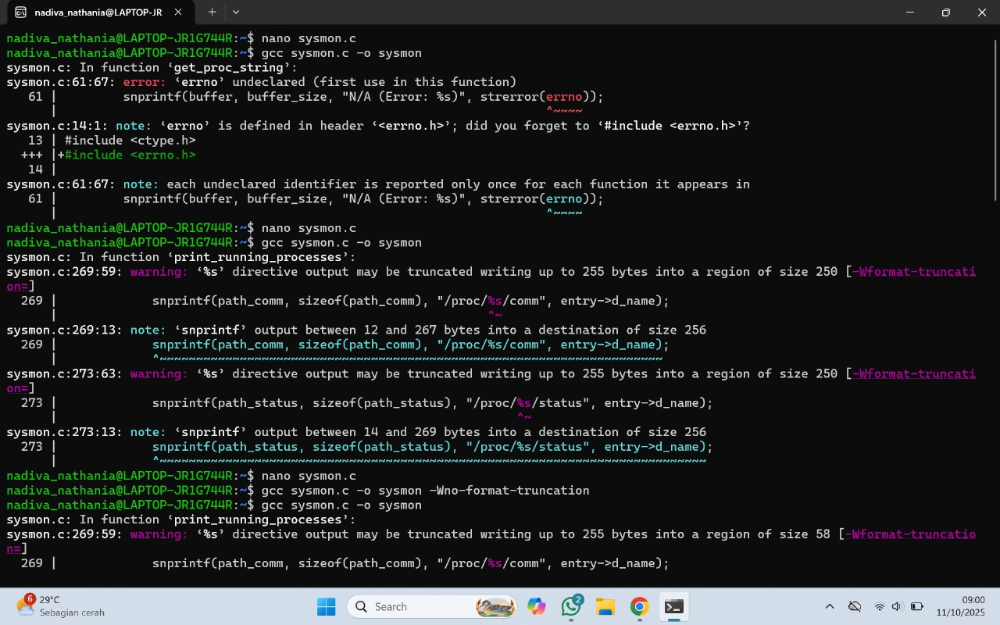 nadiva_nathania@LAPTOP-JR
nadiva_nathania@LAPTOP-JR1G744R:~$ nano sysmon.c
nadiva_nathania@LAPTOP-JR1G744R:~$ gcc sysmon.c -o sysmon
sysmon.c: In function ‘get_proc_string’:
sysmon.c:61:67: error: ‘errno’ undeclared (first use in this function)
   61 |         snprintf(buffer, buffer_size, "N/A (Error: %s)", strerror(errno));
      |                                                                   ^~~~~
sysmon.c:14:1: note: ‘errno’ is defined in header ‘<errno.h>’; did you forget to ‘#include <errno.h>’?
   13 | #include <ctype.h>
  +++ |+#include <errno.h>
   14 |
sysmon.c:61:67: note: each undeclared identifier is reported only once for each function it appears in
   61 |         snprintf(buffer, buffer_size, "N/A (Error: %s)", strerror(errno));
      |                                                                   ^~~~~
nadiva_nathania@LAPTOP-JR1G744R:~$ nano sysmon.c
nadiva_nathania@LAPTOP-JR1G744R:~$ gcc sysmon.c -o sysmon
sysmon.c: In function ‘print_running_processes’:
sysmon.c:269:59: warning: ‘%s’ directive output may be truncated writing up to 255 bytes into a region of size 250 [-Wformat-truncati
on=]
  269 |             snprintf(path_comm, sizeof(path_comm), "/proc/%s/comm", entry->d_name);
      |                                                           ^~
sysmon.c:269:13: note: ‘snprintf’ output between 12 and 267 bytes into a destination of size 256
  269 |             snprintf(path_comm, sizeof(path_comm), "/proc/%s/comm", entry->d_name);
      |             ^~~~~~~~~~~~~~~~~~~~~~~~~~~~~~~~~~~~~~~~~~~~~~~~~~~~~~~~~~~~~~~~~~~~~~
sysmon.c:273:63: warning: ‘%s’ directive output may be truncated writing up to 255 bytes into a region of size 250 [-Wformat-truncati
on=]
  273 |             snprintf(path_status, sizeof(path_status), "/proc/%s/status", entry->d_name);
      |                                                               ^~
sysmon.c:273:13: note: ‘snprintf’ output between 14 and 269 bytes into a destination of size 256
  273 |             snprintf(path_status, sizeof(path_status), "/proc/%s/status", entry->d_name);
      |             ^~~~~~~~~~~~~~~~~~~~~~~~~~~~~~~~~~~~~~~~~~~~~~~~~~~~~~~~~~~~~~~~~~~~~~~~~~~~
nadiva_nathania@LAPTOP-JR1G744R:~$ nano sysmon.c
nadiva_nathania@LAPTOP-JR1G744R:~$ gcc sysmon.c -o sysmon -Wno-format-truncation
nadiva_nathania@LAPTOP-JR1G744R:~$ gcc sysmon.c -o sysmon
sysmon.c: In function ‘print_running_processes’:
sysmon.c:269:59: warning: ‘%s’ directive output may be truncated writing up to 255 bytes into a region of size 58 [-Wformat-truncatio
n=]
  269 |             snprintf(path_comm, sizeof(path_comm), "/proc/%s/comm", entry->d_name);
6
29°C
Sebagian cerah
Search
2
09:00
11/10/2025